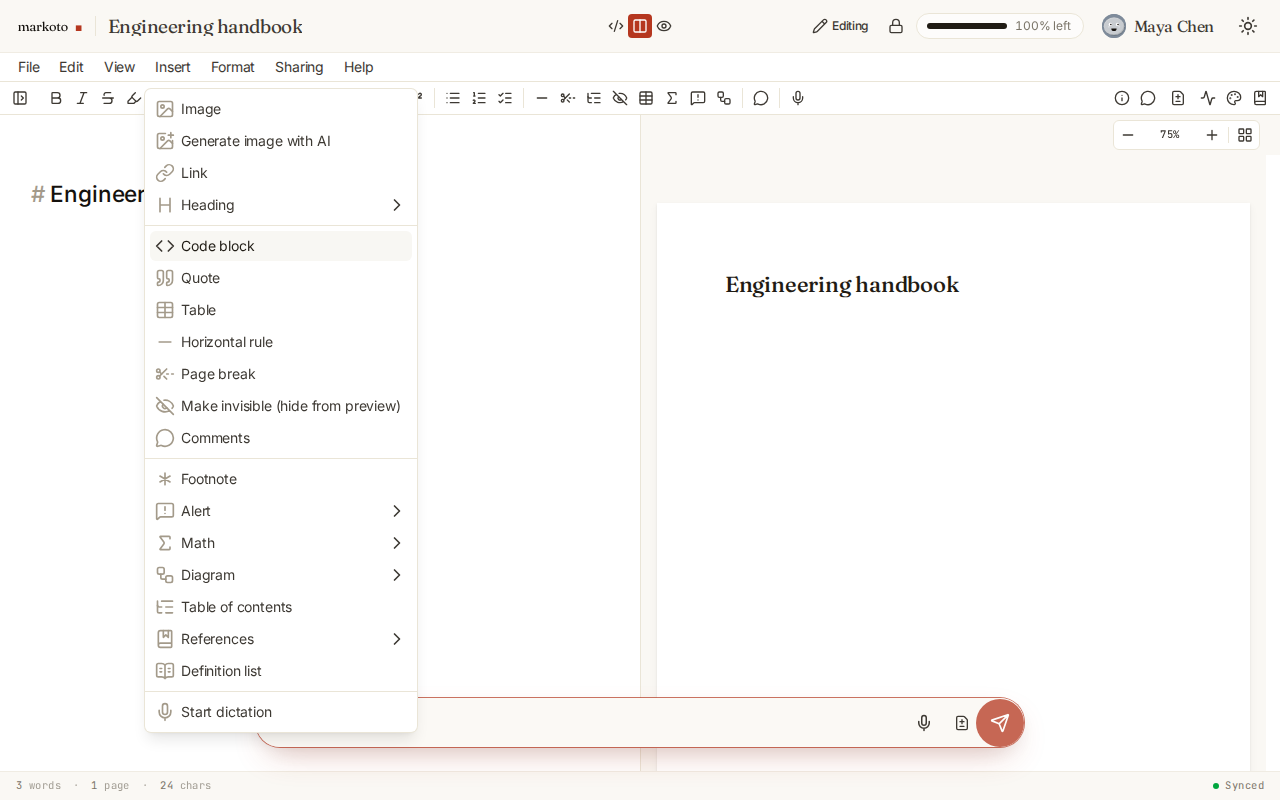 markoto
Engineering handbook
Editing
100% left
Maya Chen
File Edit View Insert Format Sharing Help
75%
Image
Generate image with AI
Link
Heading
Code block
Quote
Table
Horizontal rule
Page break
Make invisible (hide from preview)
Comments
Footnote
Alert
Math
Diagram
Table of contents
References
Definition list
Start dictation
#
Engineering handbook
3 words · 1 page · 24 chars
Synced